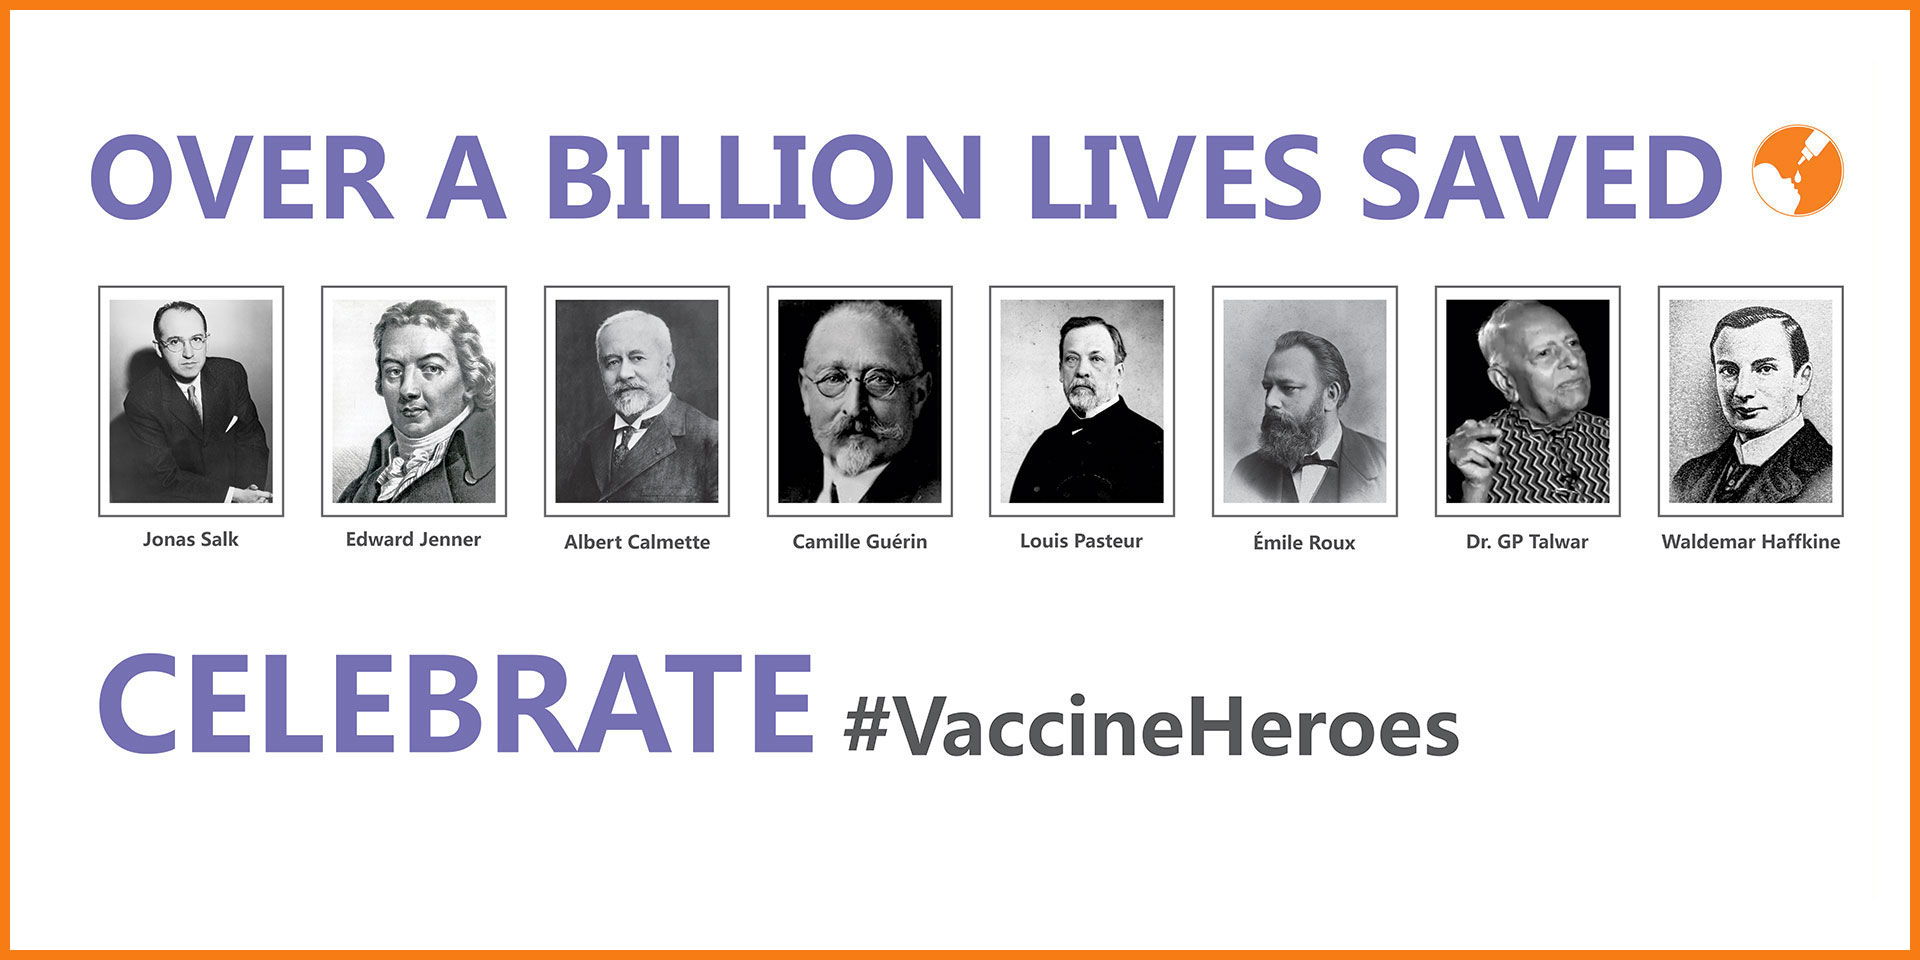 OVER A BILLION LIVES SAVED
Jonas Salk
Edward Jenner
Albert Calmette
Camille Guérin
Louis Pasteur
Émile Roux
Dr. GP Talwar
Waldemar Haffkine
CELEBRATE #VaccineHeroes